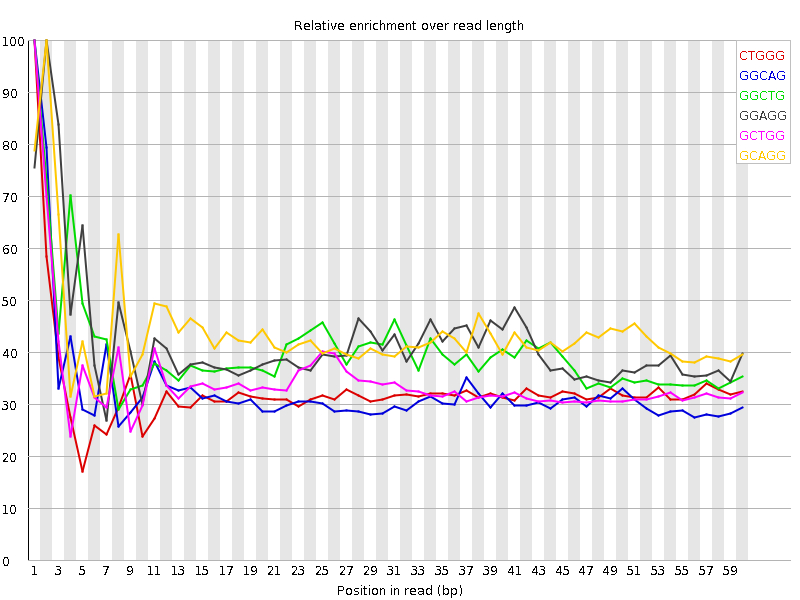 Relative enrichment over read length
100
90
80
70
60
50
40
30
20
10
0
CTGGG
GGCAG
GGCTG
GGAGG
GCTGG
GCAGG
1 3 5 7 9 11 13 15 17 19 21 23 25 27 29 31 33 35 37 39 41 43 45 47 49 51 53 55 57 59
Position in read (bp)